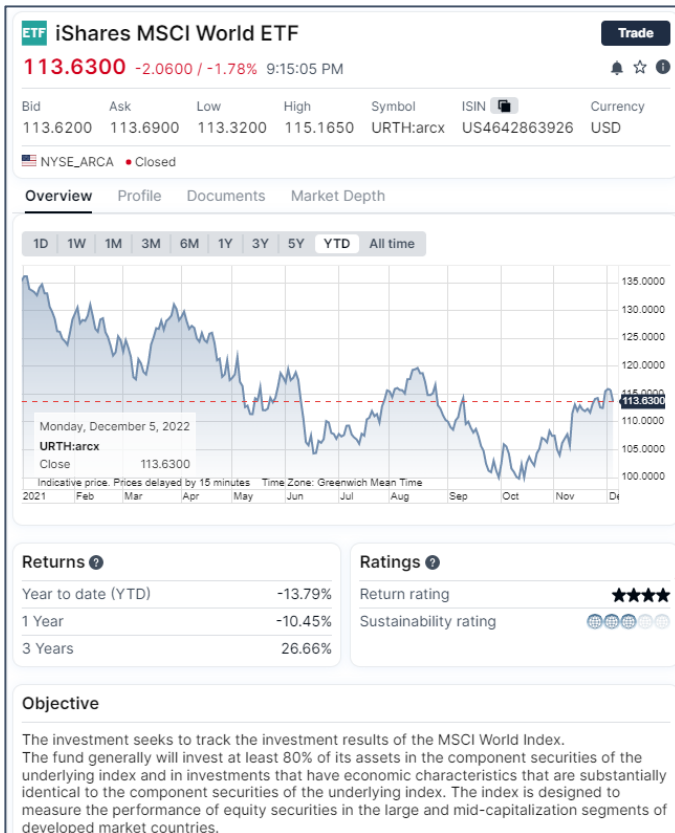 ETF iShares MSCI World ETF
Trade
113.6300 -2.0600 / -1.78% 9:15:05 PM
Bid Ask Low High Symbol ISIN Currency
113.6200 113.6900 113.3200 115.1650 URTH:arcx US4642863926 USD
NYSE_ARCA • Closed
Overview Profile Documents Market Depth
1D 1W 1M 3M 6M 1Y 3Y 5Y YTD All time
135.0000
130.0000
125.0000
120.0000
115.0000
113.6300
110.0000
105.0000
100.0000
Monday, December 5, 2022
URTH:arcx
Close 113.6300
Indicative price. Prices delayed by 15 minutes Time Zone: Greenwich Mean Time
2021 Feb Mar Apr May Jun Jul Aug Sep Oct Nov De
Returns ?
Year to date (YTD) -13.79%
1 Year -10.45%
3 Years 26.66%
Ratings ?
Return rating ★★★★
Sustainability rating
Objective
The investment seeks to track the investment results of the MSCI World Index.
The fund generally will invest at least 80% of its assets in the component securities of the
underlying index and in investments that have economic characteristics that are substantially
identical to the component securities of the underlying index. The index is designed to
measure the performance of equity securities in the large and mid-capitalization segments of
developed market countries.